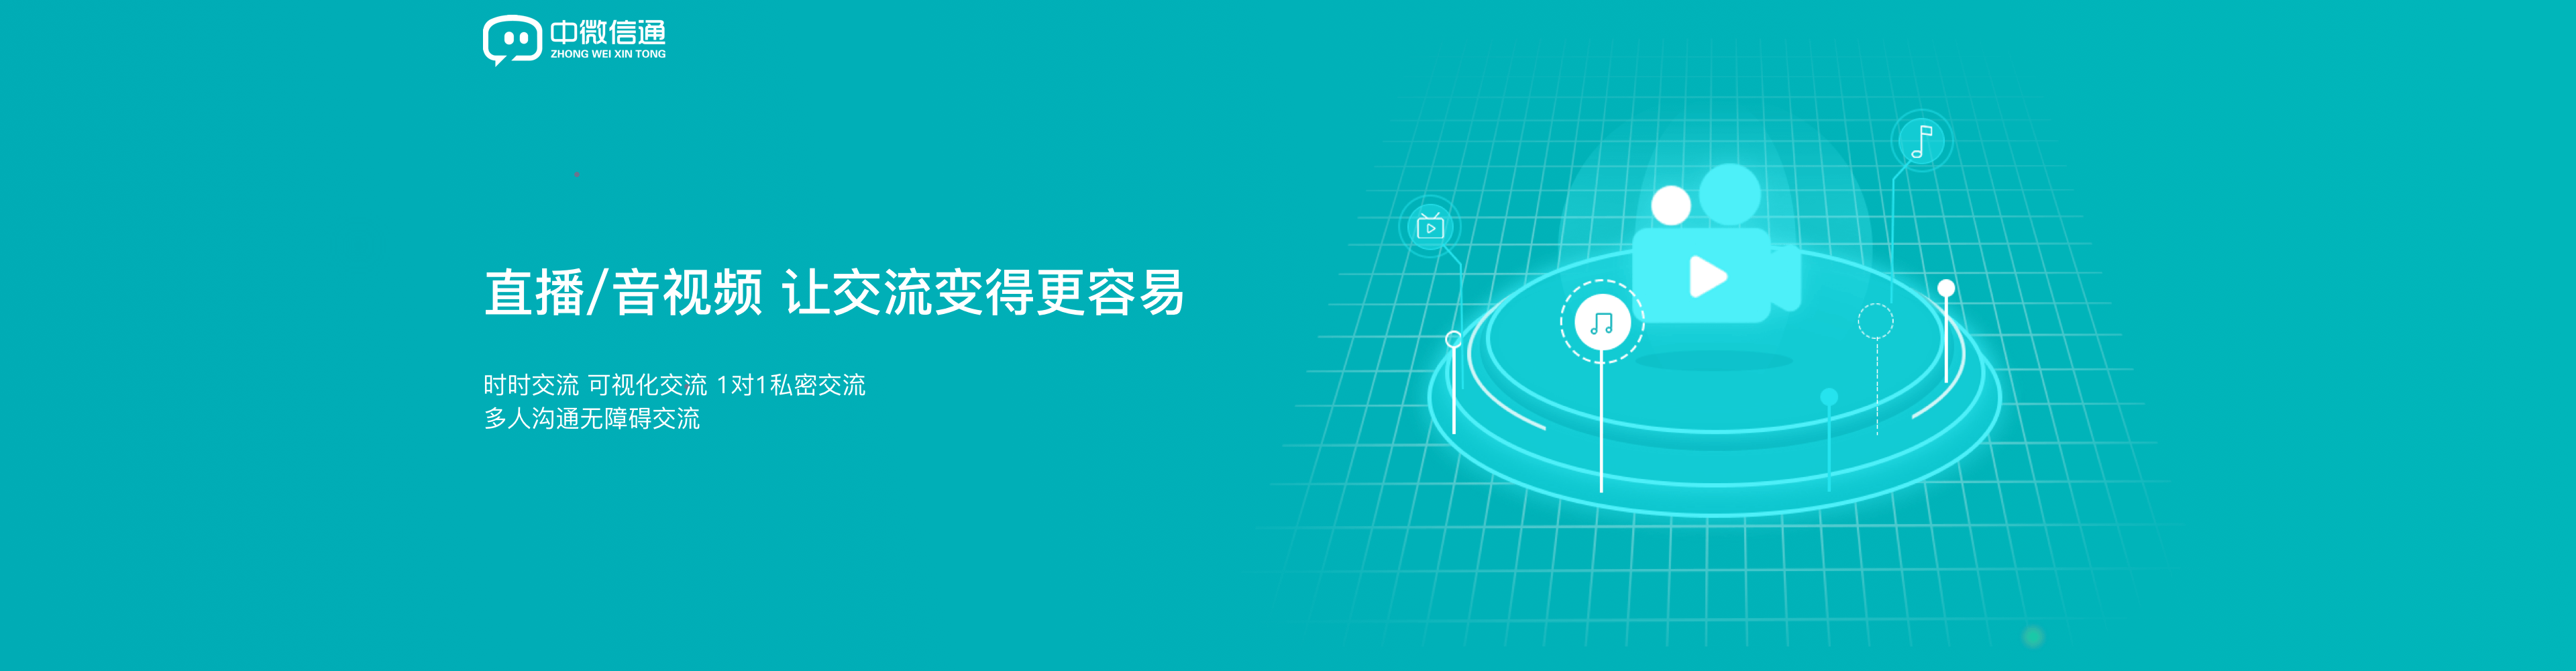 中微信通
ZHONG WEI XIN TONG
直播/音视频 让交流变得更容易
时时交流 可视化交流 1对1私密交流
多人沟通无障碍交流